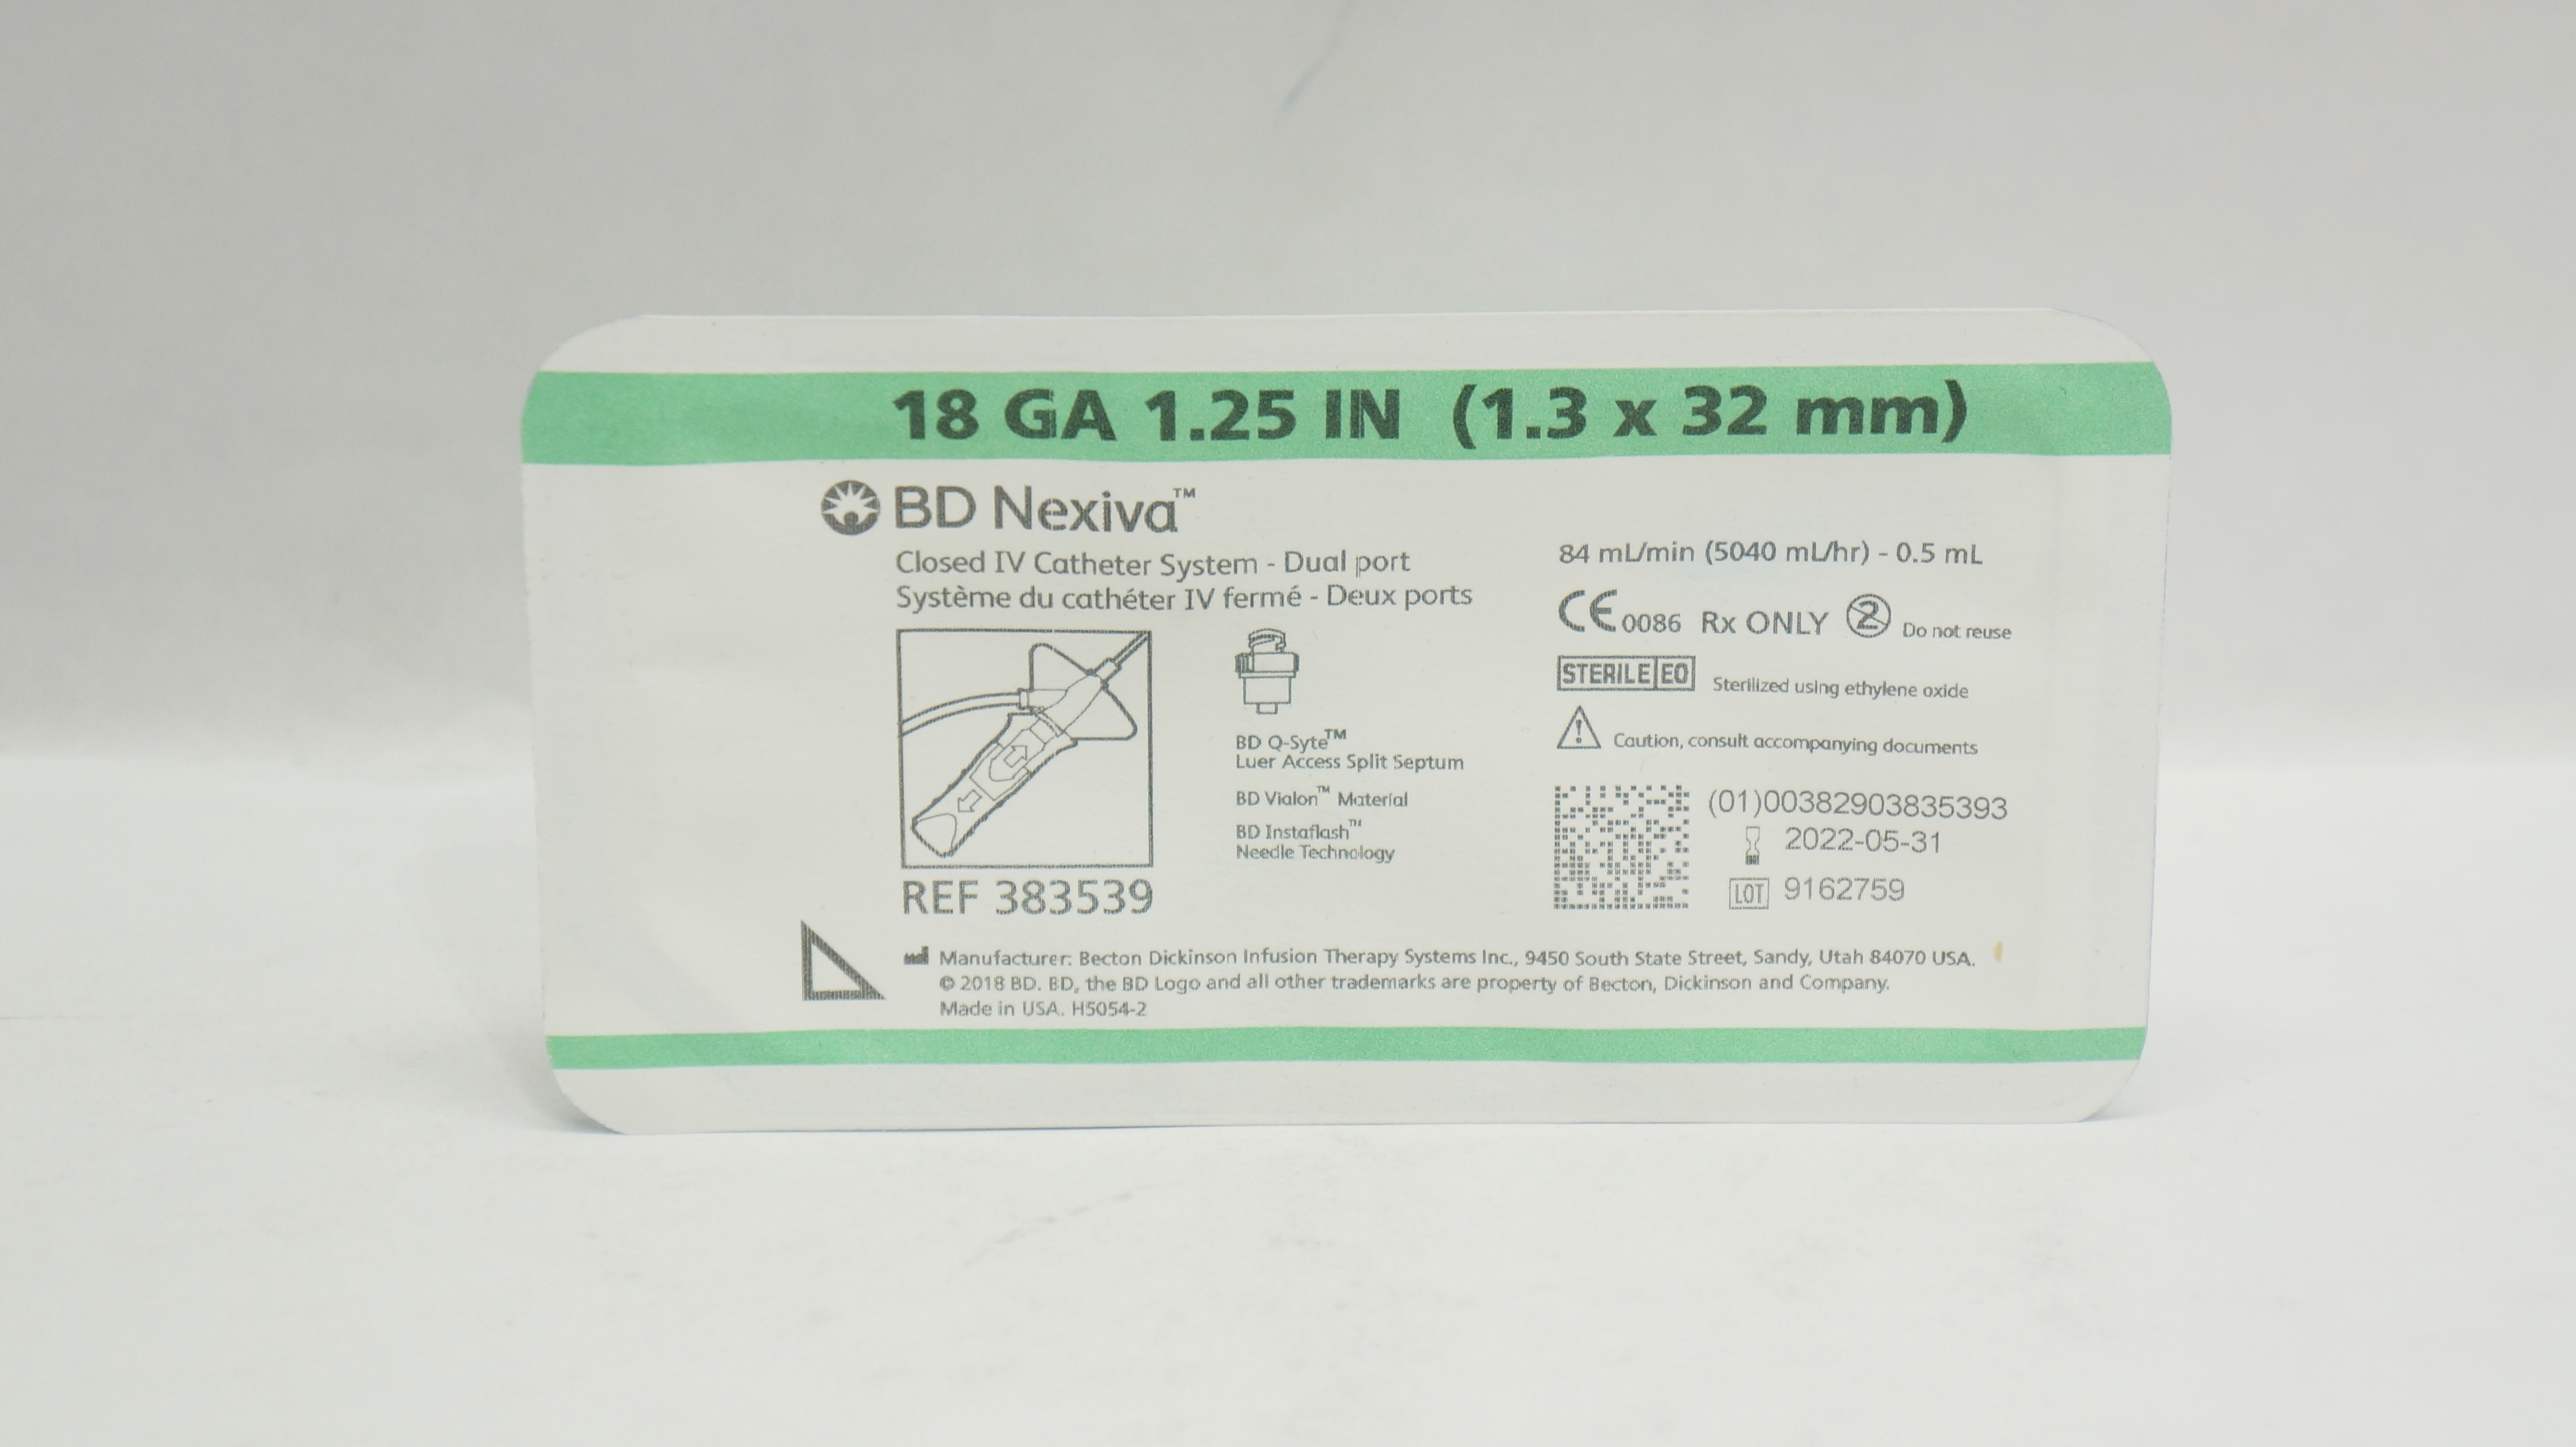 18 GA 1.25 IN (1.3 x 32 mm)
BD Nexiva™
Closed IV Catheter System - Dual port
Système du cathéter IV fermé - Deux ports
BD Q-Syte™
Luer Access Split Septum
BD Vialon™ Material
BD Instaflash™
Needle Technology
REF 383539
84 mL/min (5040 mL/hr) - 0.5 mL
CE 0086 Rx ONLY 2 Do not reuse
STERILE EO Sterilized using ethylene oxide
! Caution, consult accompanying documents
(01)00382903835393
2022-05-31
LOT 9162759
Manufacturer: Becton Dickinson Infusion Therapy Systems Inc., 9450 South State Street, Sandy, Utah 84070 USA.
© 2018 BD. BD, the BD Logo and all other trademarks are property of Becton, Dickinson and Company.
Made in USA. H5054-2